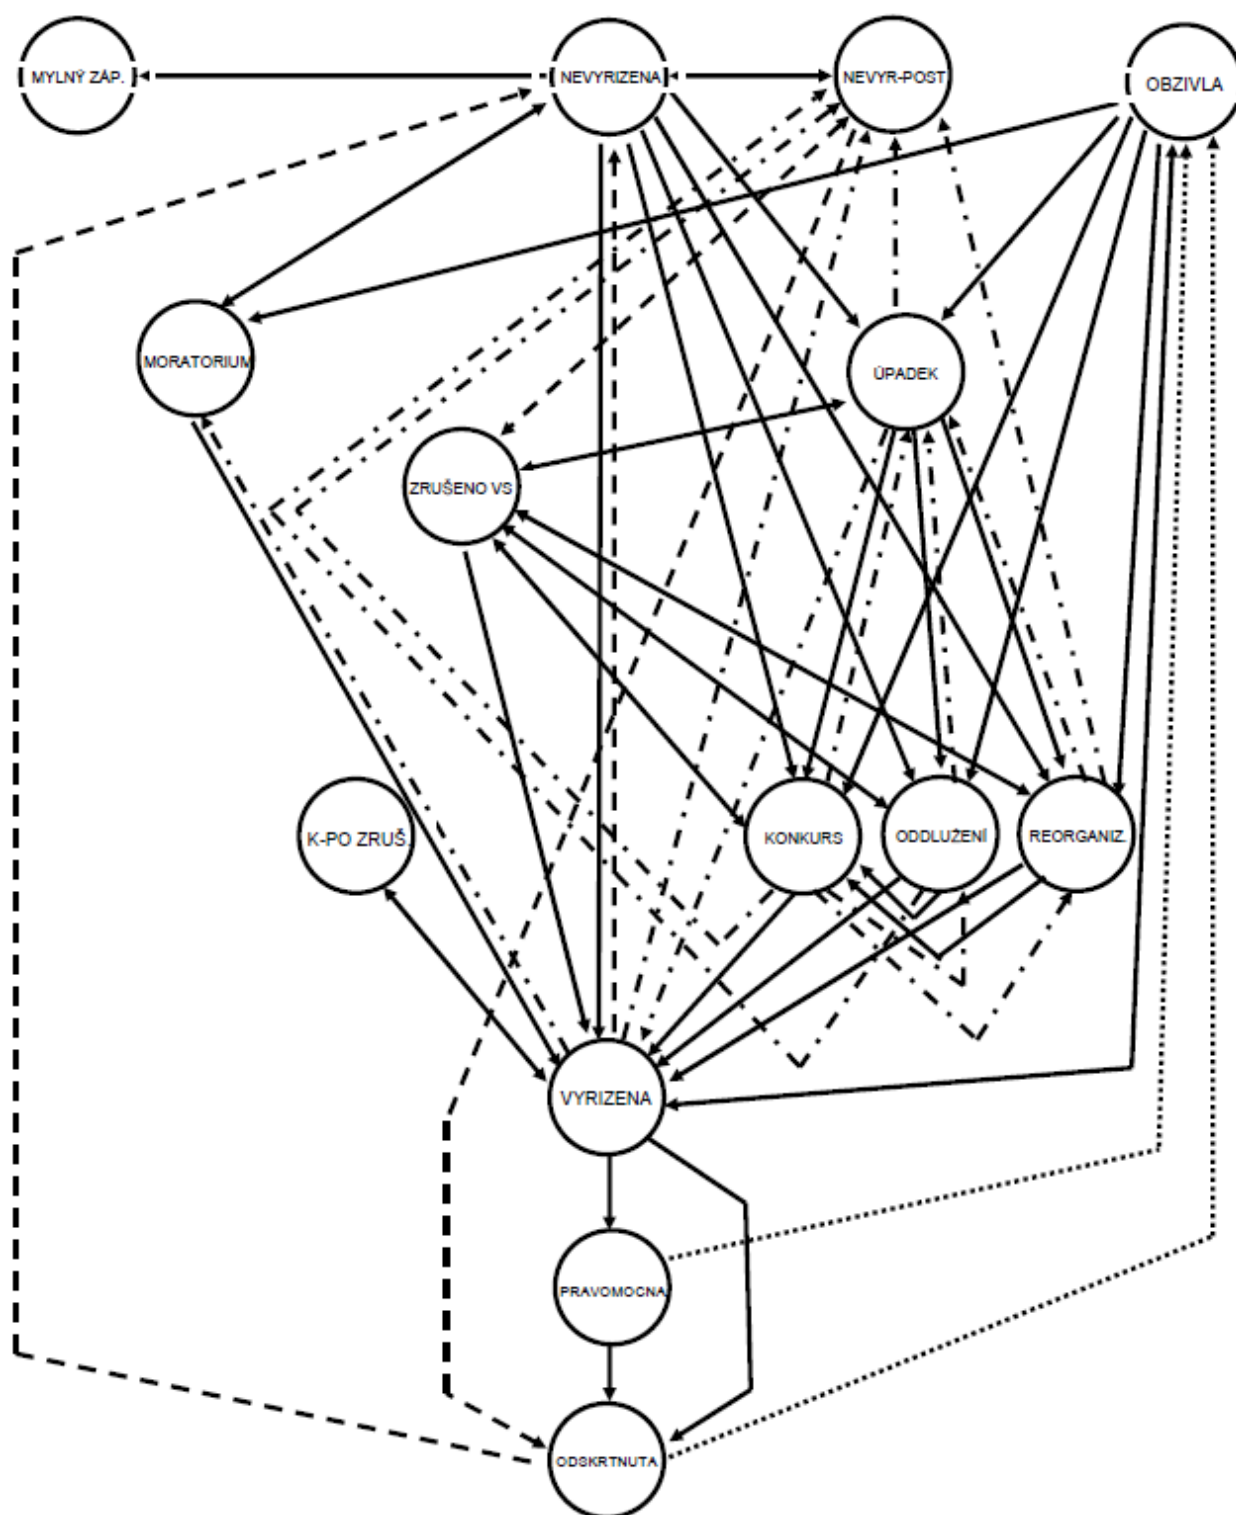 MYLNÝ ZÁP.
NEVYRIZENA
NEVYR-POST
OBZIVLA
MORATORIUM
ÚPADEK
ZRUŠENO VS
K-PO ZRUŠ.
KONKURS
ODDLUŽENÍ
REORGANIZ.
VYRIZENA
PRAVOMOCNA
ODSKRTNUTA